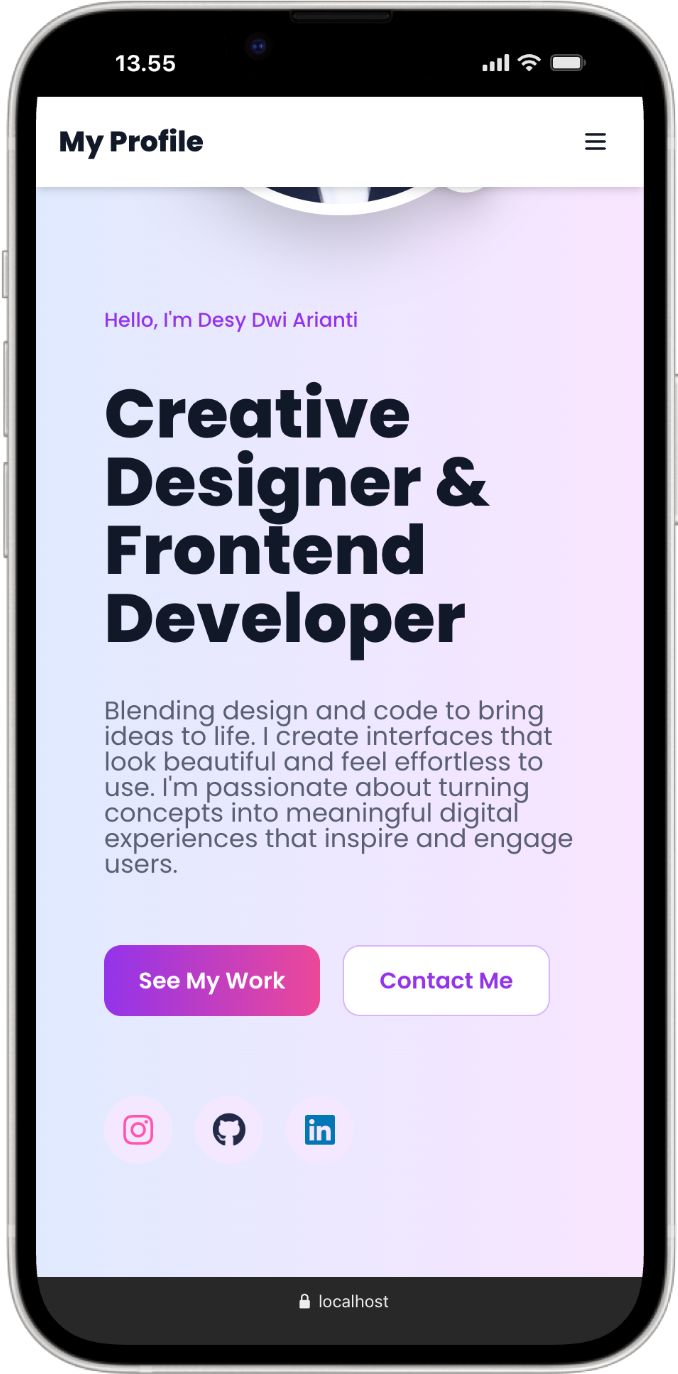 13.55
My Profile
Hello, I'm Desy Dwi Arianti
Creative
Designer &
Frontend
Developer
Blending design and code to bring
ideas to life. I create interfaces that
look beautiful and feel effortless to
use. I'm passionate about turning
concepts into meaningful digital
experiences that inspire and engage
users.
See My Work
Contact Me
in
localhost